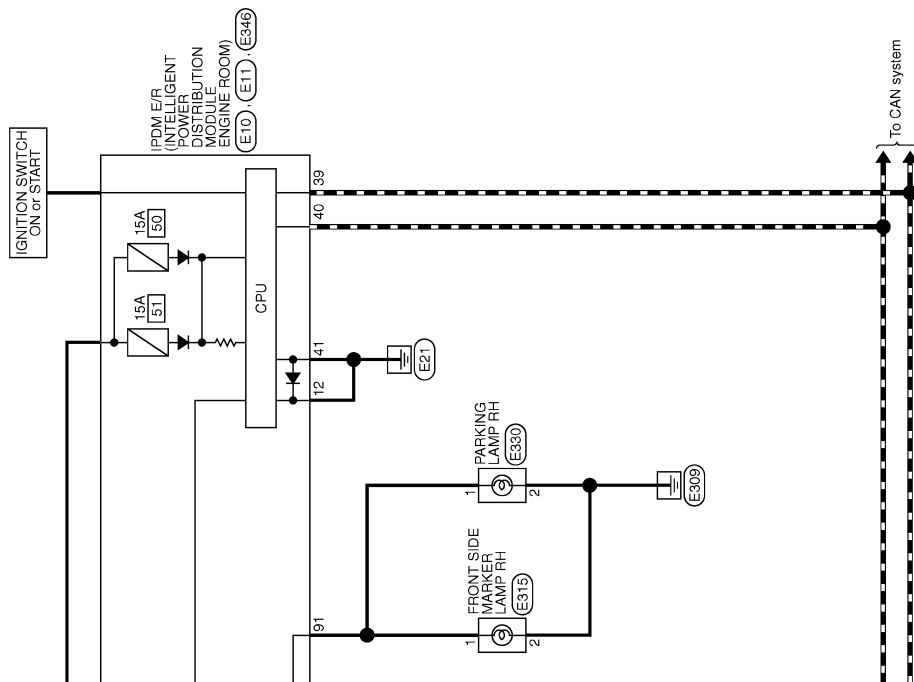 IGNITION SWITCH
ON or START
IPDM E/R
(INTELLIGENT
POWER
DISTRIBUTION
MODULE
ENGINE ROOM)
E10 , E11 , E346
To CAN system
39
40
15A
50
15A
51
CPU
41
12
E21
PARKING
LAMP RH
E330
1
2
E309
FRONT SIDE
MARKER
LAMP RH
E315
91
1
2